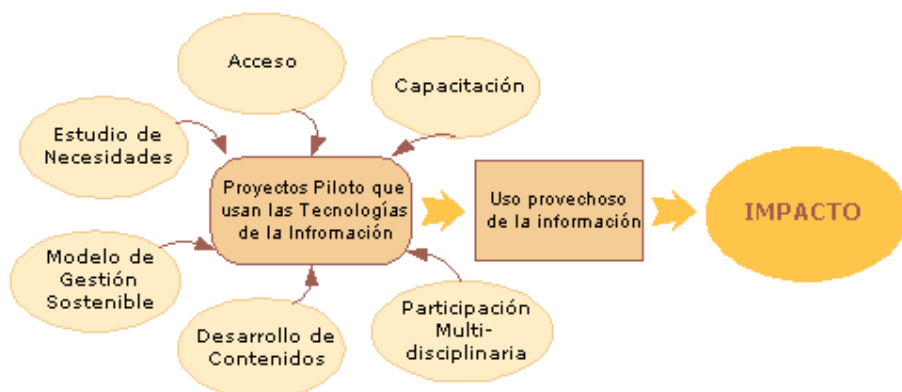 Acceso
Capacitación
Estudio de
Necesidades
Proyectos Piloto que
usan las Tecnologías
de la Infromación
Uso provechoso
de la información
IMPACTO
Modelo de
Gestión
Sostenible
Desarrollo de
Contenidos
Participación
Multi-
disciplinaria